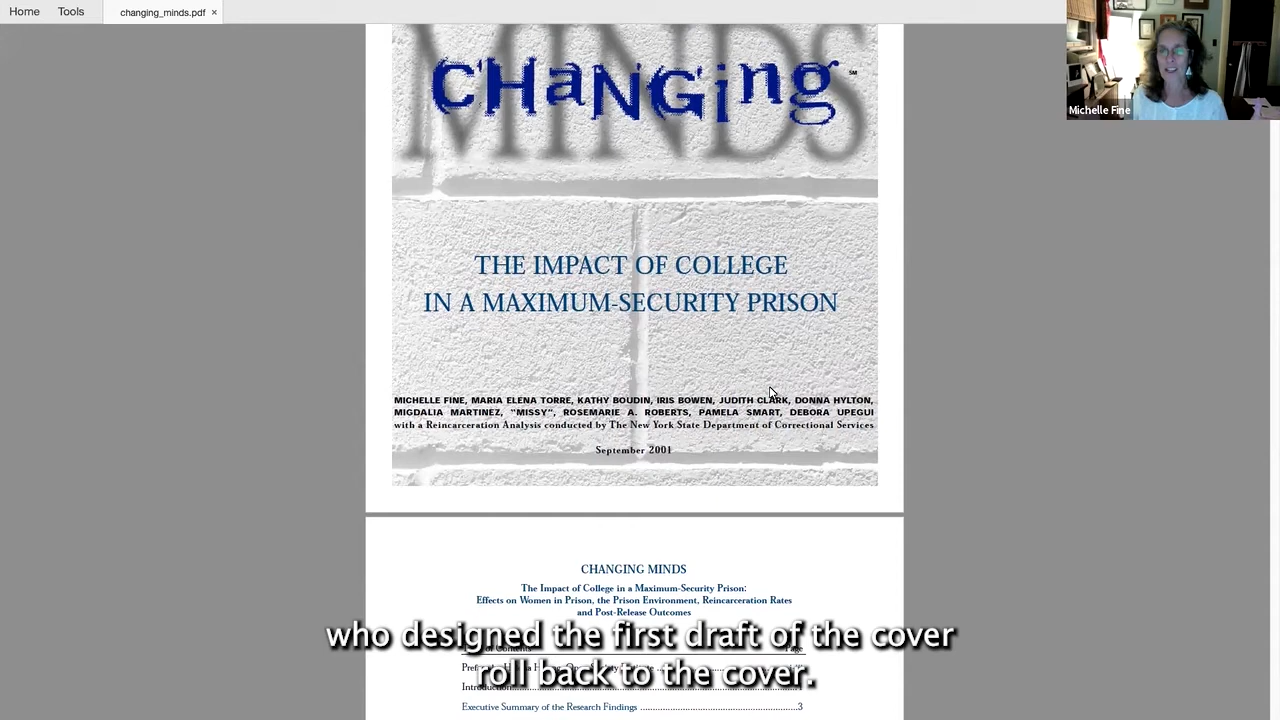 Home Tools changing_minds.pdf ×
Michelle Fine
MINDS
CHaNGing SM
THE IMPACT OF COLLEGE
IN A MAXIMUM-SECURITY PRISON
MICHELLE FINE, MARIA ELENA TORRE, KATHY BOUDIN, IRIS BOWEN, JUDITH CLARK, DONNA HYLTON,
MIGDALIA MARTINEZ, "MISSY", ROSEMARIE A. ROBERTS, PAMELA SMART, DEBORA UPEGUI
with a Reincarceration Analysis conducted by The New York State Department of Correctional Services
September 2001
CHANGING MINDS
The Impact of College in a Maximum-Security Prison:
Effects on Women in Prison, the Prison Environment, Reincarceration Rates
and Post-Release Outcomes
who designed the first draft of the cover
roll back to the cover.
Contents Page
Introduction
Executive Summary of the Research Findings ...3